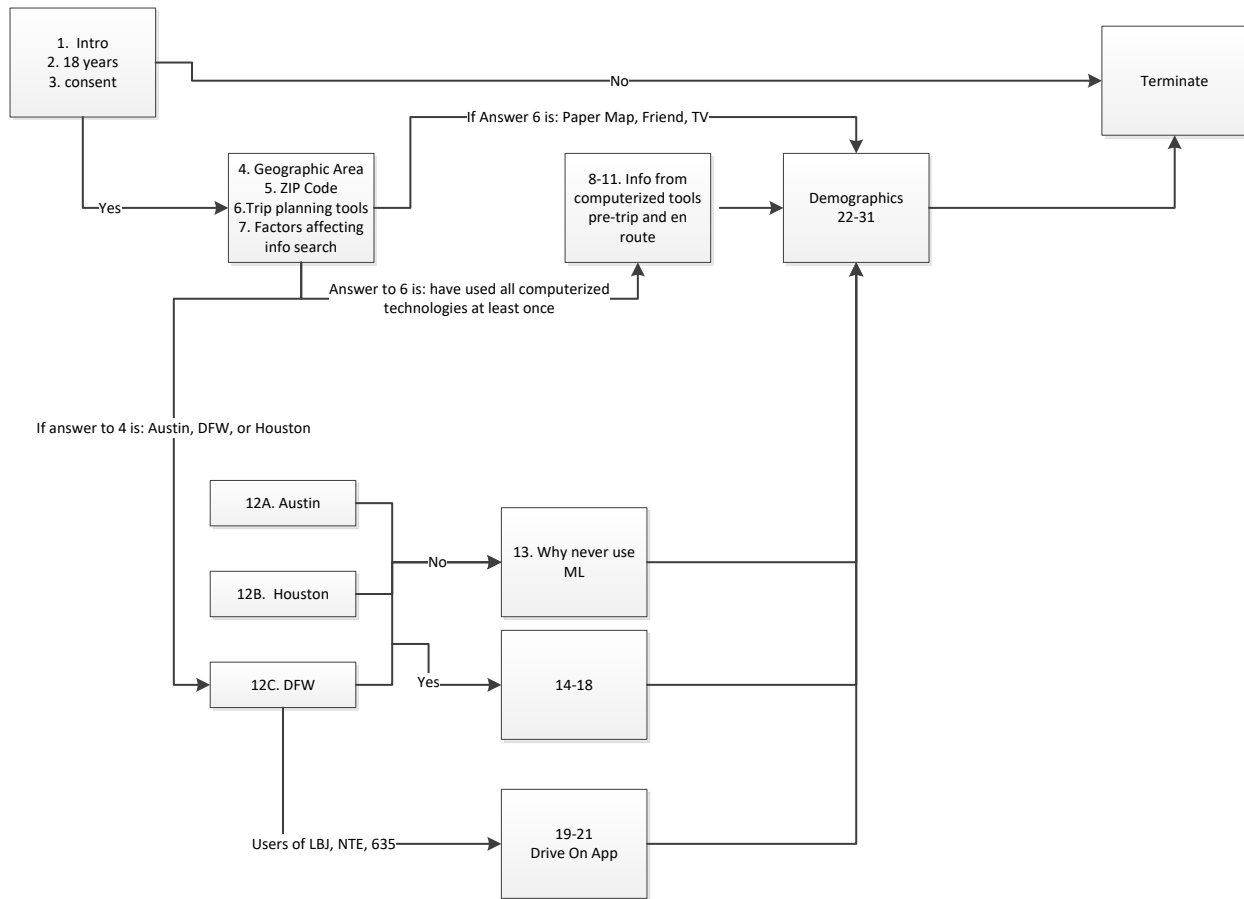 1. Intro
2. 18 years
3. consent
No
Terminate
If Answer 6 is: Paper Map, Friend, TV
4. Geographic Area
5. ZIP Code
6.Trip planning tools
7. Factors affecting
info search
Yes
8-11. Info from
computerized tools
pre-trip and en
route
Demographics
22-31
Answer to 6 is: have used all computerized
technologies at least once
If answer to 4 is: Austin, DFW, or Houston
12A. Austin
12B. Houston
12C. DFW
No
13. Why never use
ML
Yes
14-18
Users of LBJ, NTE, 635
19-21
Drive On App